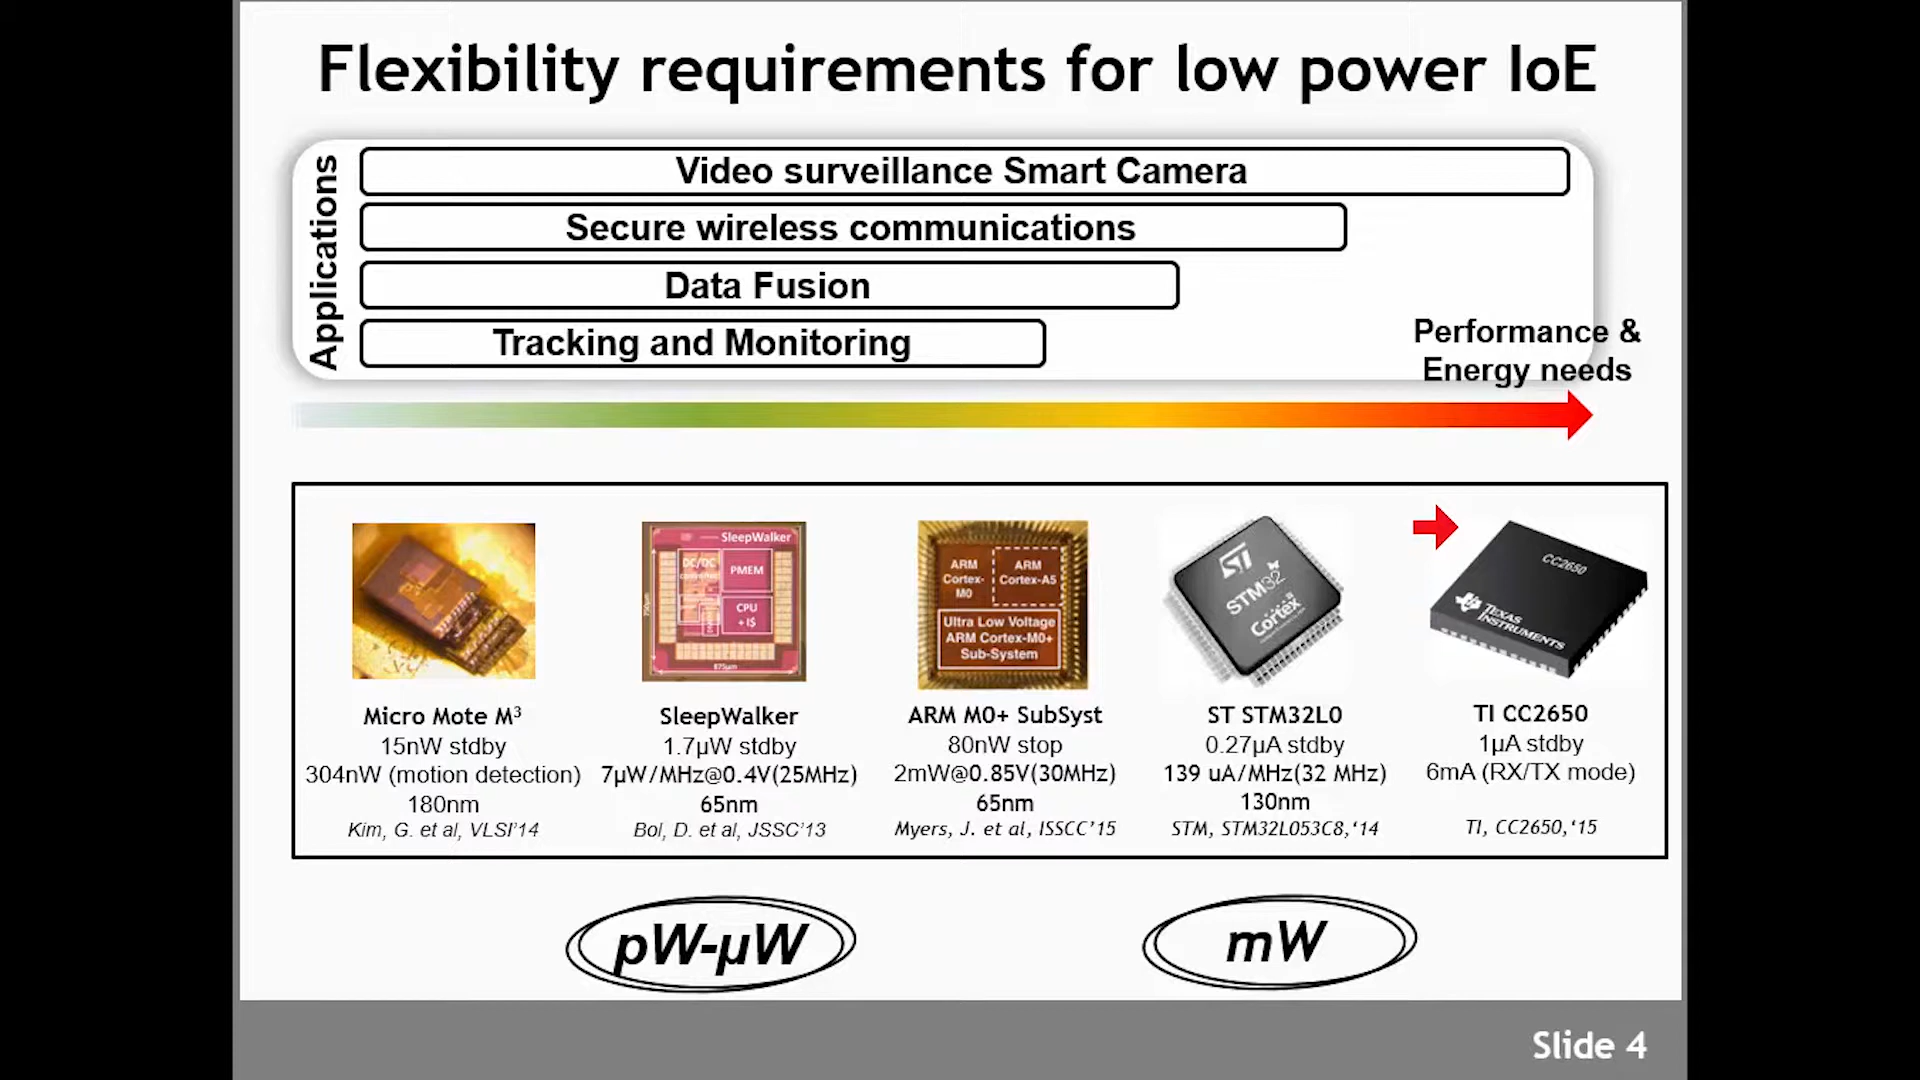 Flexibility requirements for low power IoE
Applications
Video surveillance Smart Camera
Secure wireless communications
Data Fusion
Tracking and Monitoring
Performance &
Energy needs
SleepWalker
DC/DC
PMEM
CPU
+ I$
875µm
ARM
Cortex-
M0
ARM
Cortex-A5
Ultra Low Voltage
ARM Cortex-M0+
Sub-System
ST
STM32
Cortex
CC2650
TEXAS
INSTRUMENTS
Micro Mote M³
15nW stdby
304nW (motion detection)
180nm
Kim, G. et al, VLSI'14
SleepWalker
1.7µW stdby
7µW/MHz@0.4V(25MHz)
65nm
Bol, D. et al, JSSC'13
ARM M0+ SubSyst
80nW stop
2mW@0.85V(30MHz)
65nm
Myers, J. et al, ISSCC'15
ST STM32L0
0.27µA stdby
139 uA/MHz(32 MHz)
130nm
STM, STM32L053C8,‘14
TI CC2650
1µA stdby
6mA (RX/TX mode)
TI, CC2650,‘15
pW-µW
mW
Slide 4